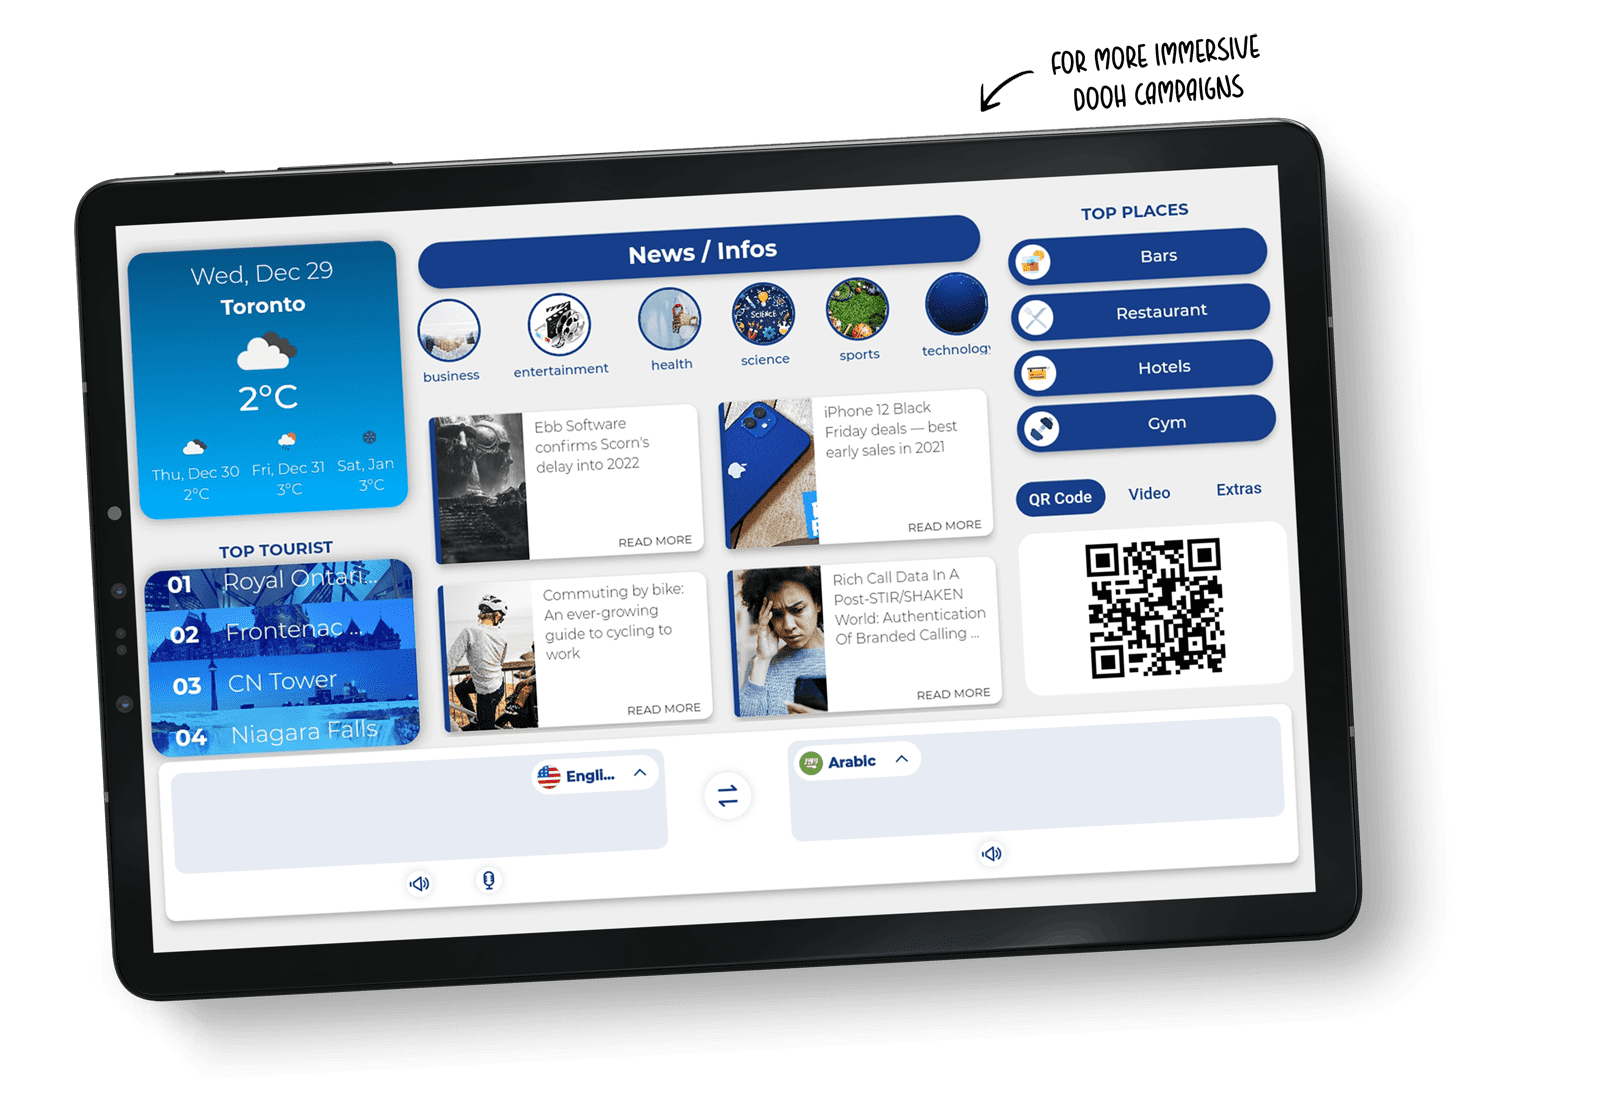 FOR MORE IMMERSIVE
DOOH CAMPAIGNS
Wed, Dec 29
Toronto
2°C
Thu, Dec 30
2°C
Fri, Dec 31
3°C
Sat, Jan
3°C
TOP TOURIST
01 Royal Ontari...
02 Frontenac ...
03 CN Tower
04 Niagara Falls
News / Infos
business
entertainment
health
SCIENCE
science
sports
technology
Ebb Software
confirms Scorn's
delay into 2022
READ MORE
iPhone 12 Black
Friday deals — best
early sales in 2021
READ MORE
Commuting by bike:
An ever-growing
guide to cycling to
work
READ MORE
Rich Call Data In A
Post-STIR/SHAKEN
World: Authentication
Of Branded Calling ...
READ MORE
TOP PLACES
Bars
Restaurant
Hotels
Gym
QR Code
Video
Extras
Engli...
Arabic